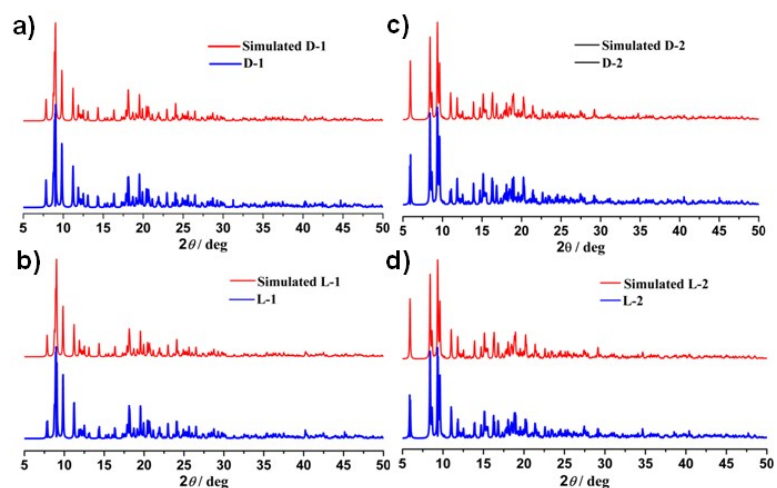 a)
Simulated D-1
D-1
5 10 15 20 25 30 35 40 45 50
2θ / deg
c)
Simulated D-2
D-2
5 10 15 20 25 30 35 40 45 50
2θ / deg
b)
Simulated L-1
L-1
5 10 15 20 25 30 35 40 45 50
2θ / deg
d)
Simulated L-2
L-2
5 10 15 20 25 30 35 40 45 50
2θ / deg